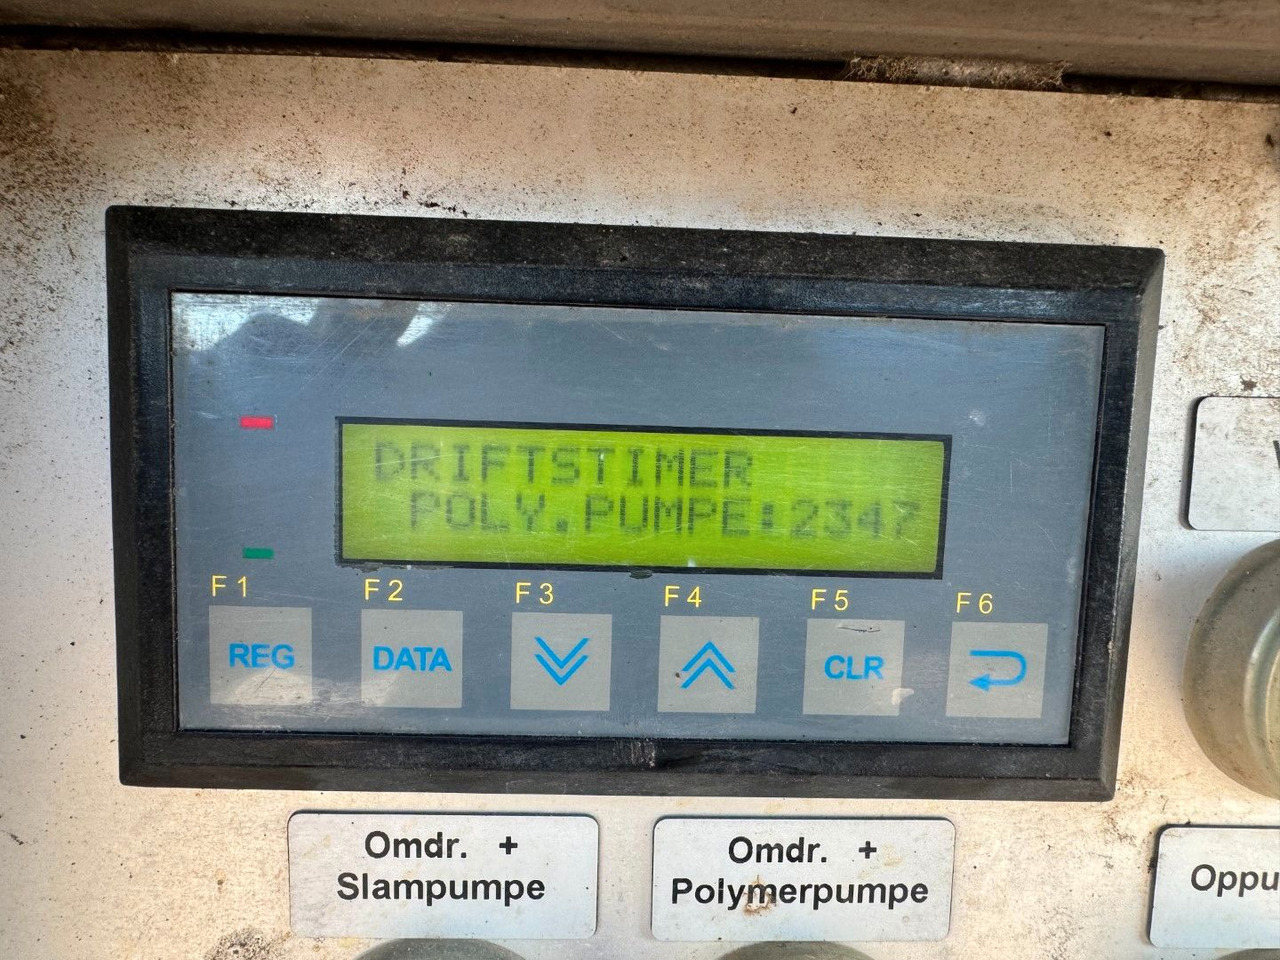 DRIFTSTIMER
POLY.PUMPE:2347
F1 F2 F3 F4 F5 F6
REG DATA CLR
Omdr. +
Slampumpe
Omdr. +
Polymerpumpe